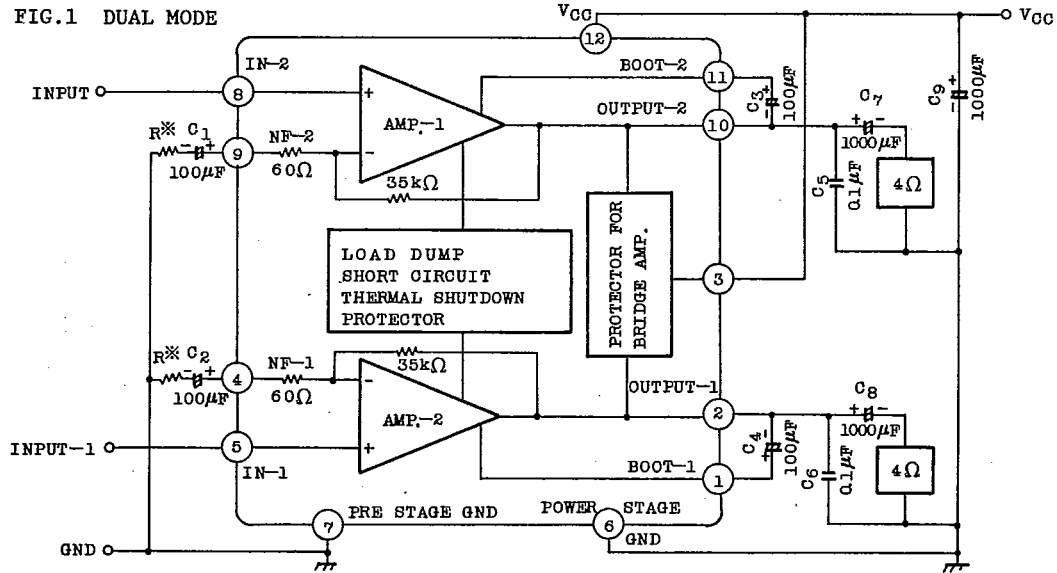 FIG.1 DUAL MODE
VCC
VCC
12
IN-2
BOOT-2
11
INPUT
8
+
AMP.-1
OUTPUT-2
10
C3
+
-
100μF
C7
+ -
1000μF
C9
+
-
1000μF
R※ C1
- +
100μF
9
NF-2
60Ω
-
35kΩ
C5
0.1μF
4Ω
LOAD DUMP
SHORT CIRCUIT
THERMAL SHUTDOWN
PROTECTOR
PROTECTOR FOR
BRIDGE AMP.
3
R※ C2
- +
100μF
4
NF-1
60Ω
35kΩ
-
AMP.-2
+
OUTPUT-1
2
C4
-
+
100μF
C8
+ -
1000μF
C6
0.1μF
4Ω
INPUT-1
5
IN-1
BOOT-1
1
7
PRE STAGE GND
POWER STAGE
6
GND
GND